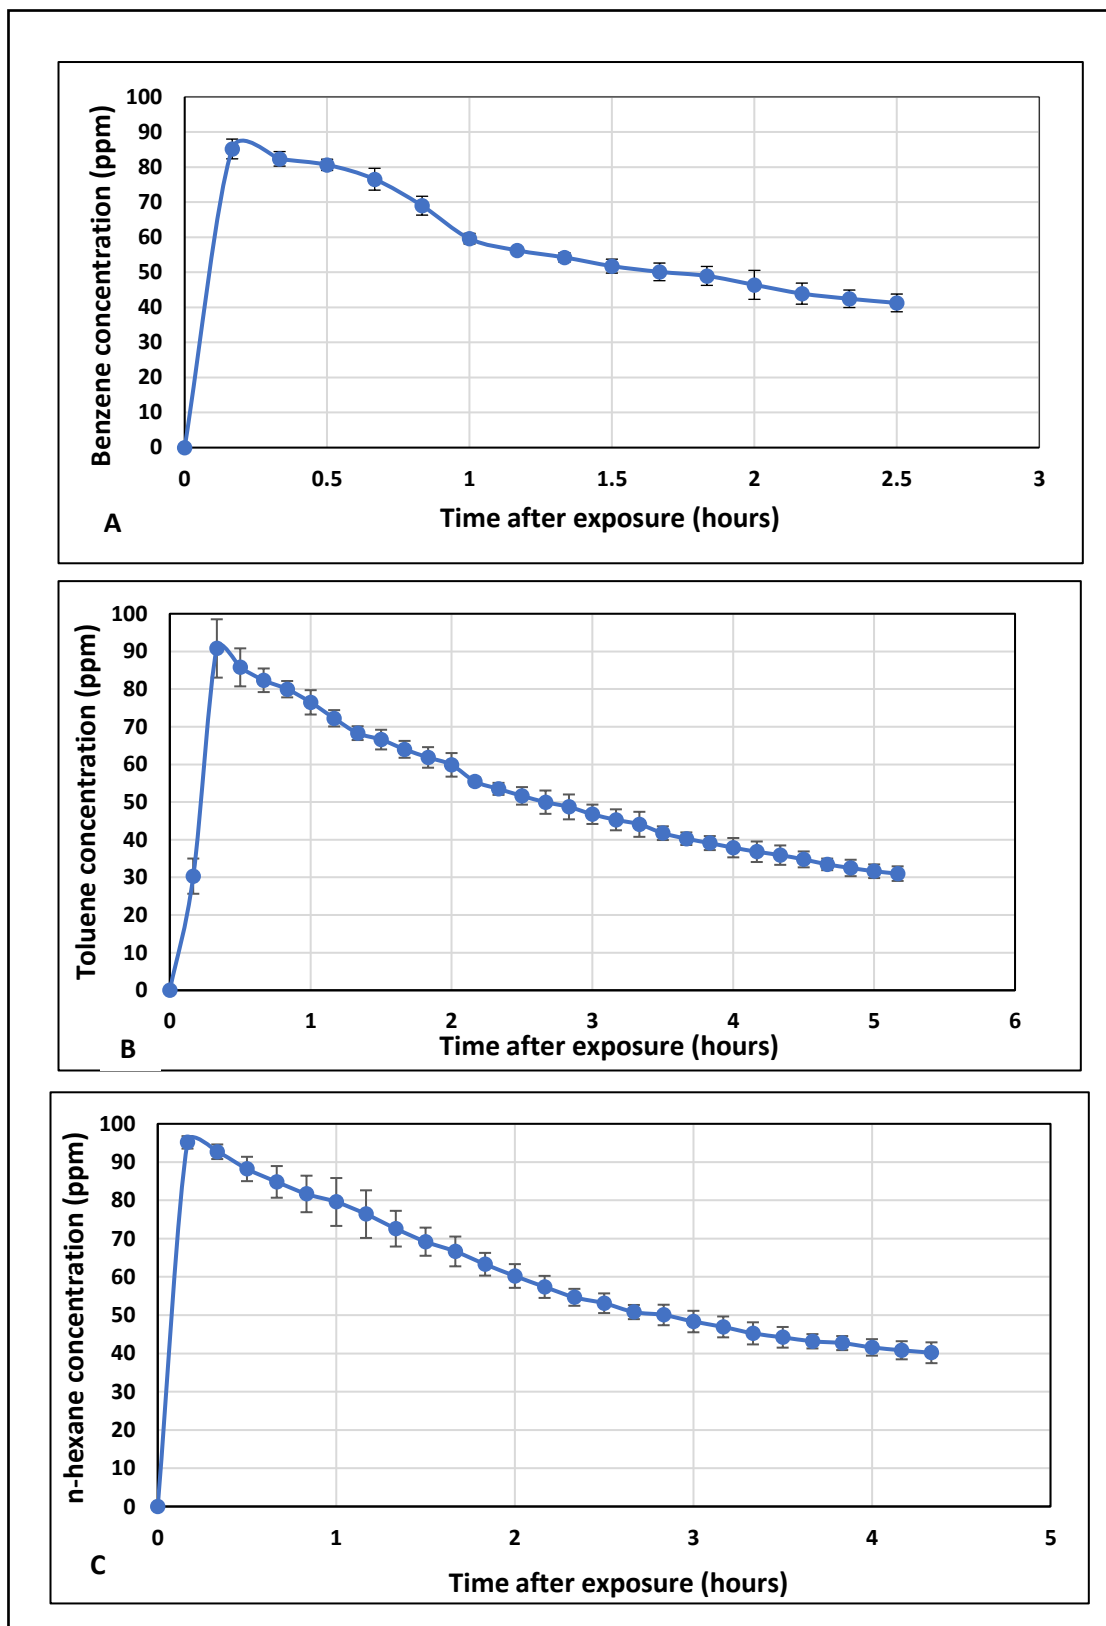 Benzene concentration (ppm)
100
90
80
70
60
50
40
30
20
10
0
0 0.5 1 1.5 2 2.5 3
A
Time after exposure (hours)
Toluene concentration (ppm)
100
90
80
70
60
50
40
30
20
10
0
0 1 2 3 4 5 6
B
Time after exposure (hours)
n-hexane concentration (ppm)
100
90
80
70
60
50
40
30
20
10
0
0 1 2 3 4 5
C
Time after exposure (hours)